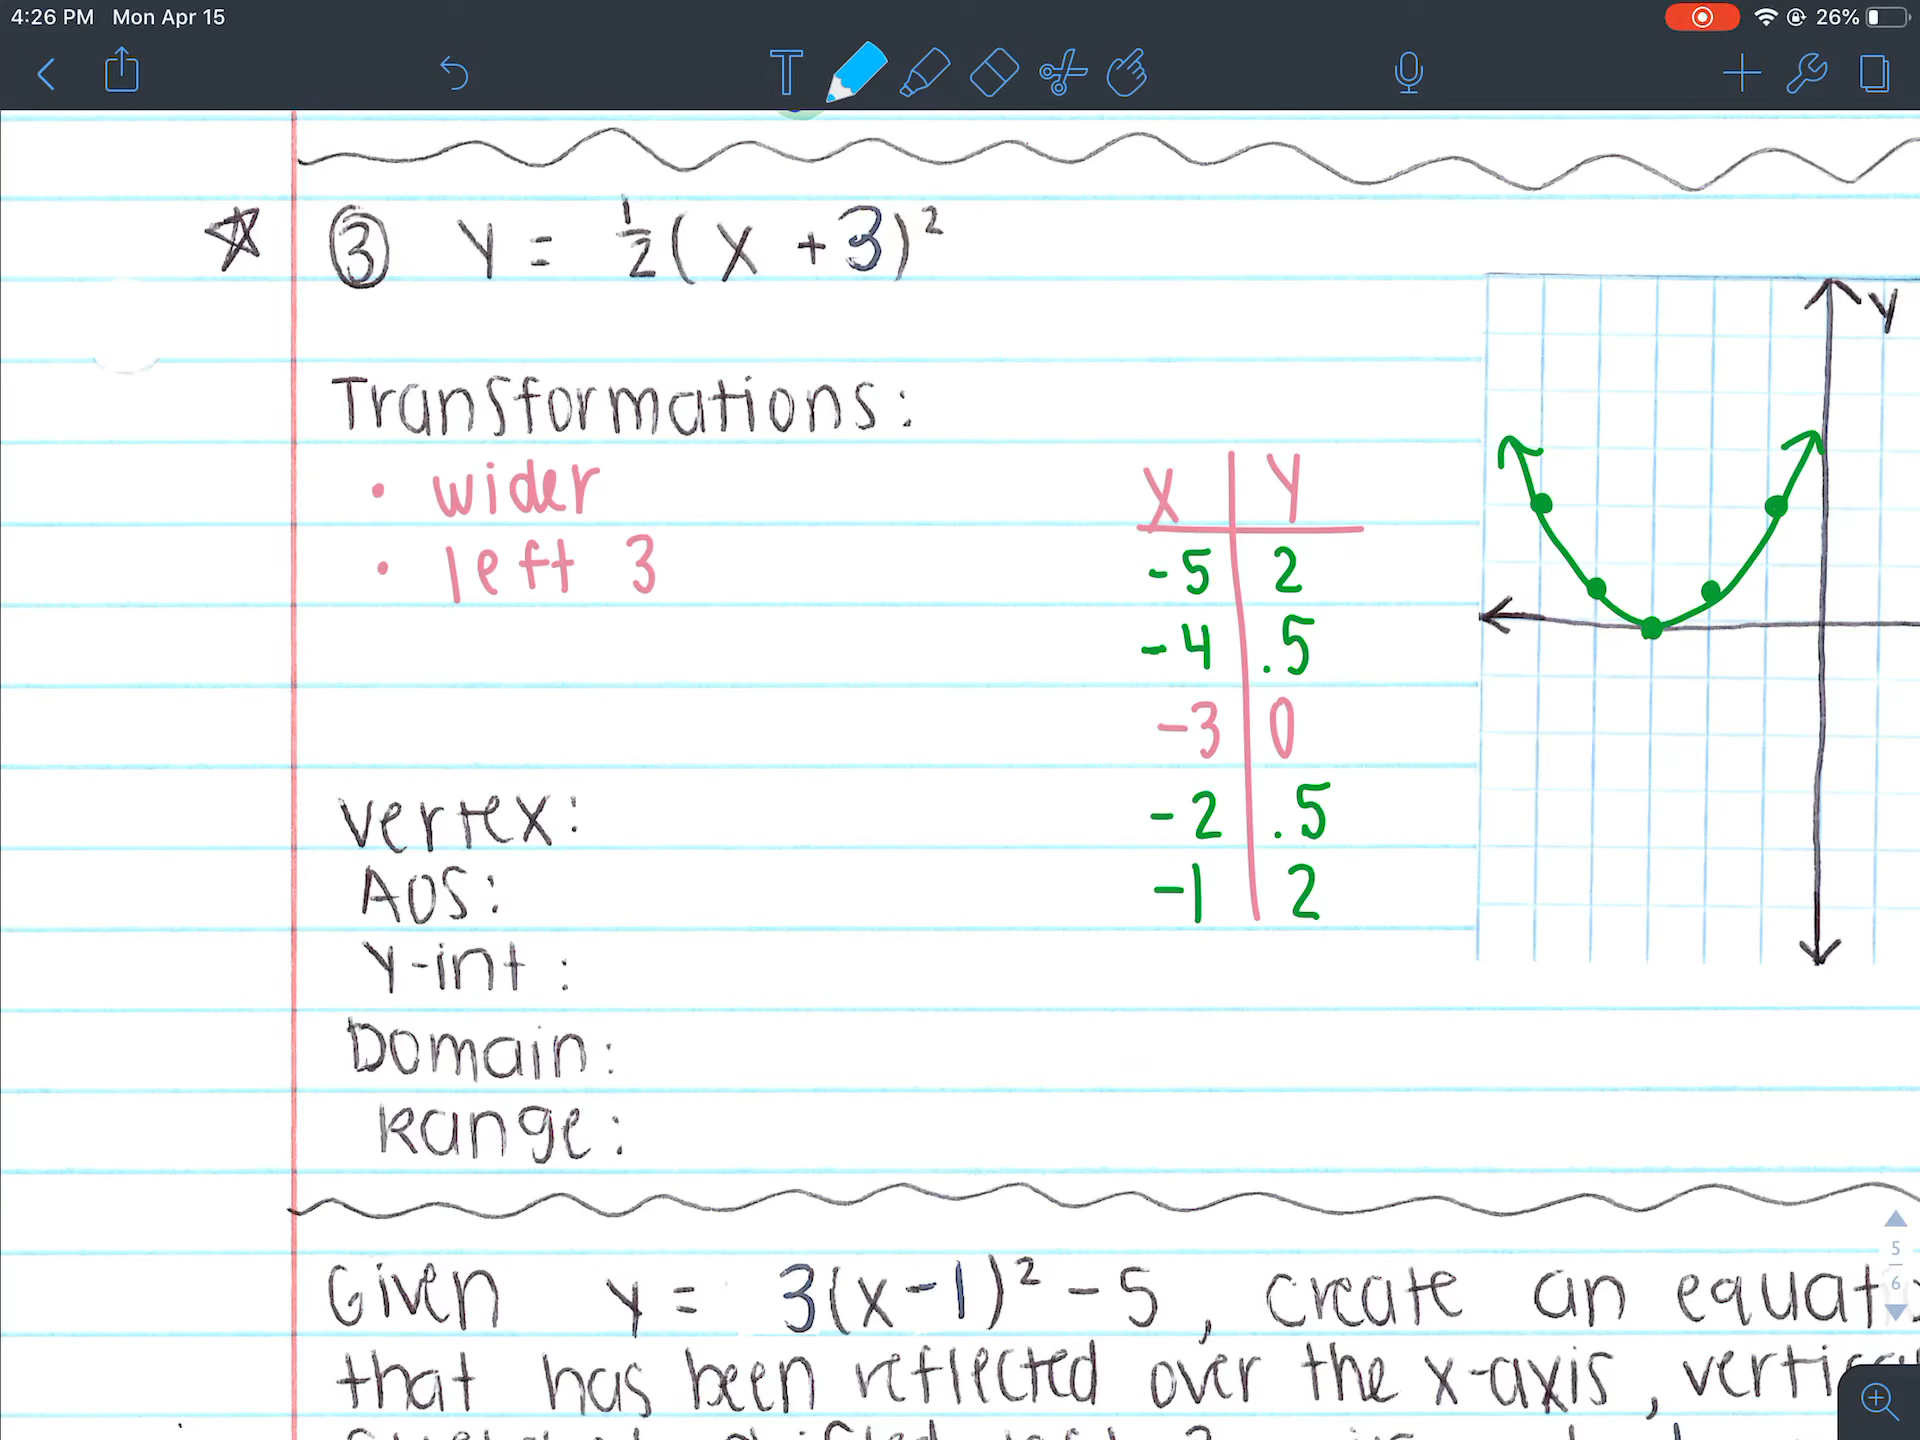 4:26 PM Mon Apr 15
26%
T
③ Y = ½(x + 3)²
Y
Transformations:
• wider
• left 3
X | Y
-5 | 2
-4 | .5
-3 | 0
-2 | .5
-1 | 2
Vertex:
AOS:
Y-int:
Domain:
Range:
5
6
Given y = 3(x-1)² - 5, create an equat
that has been reflected over the x-axis,